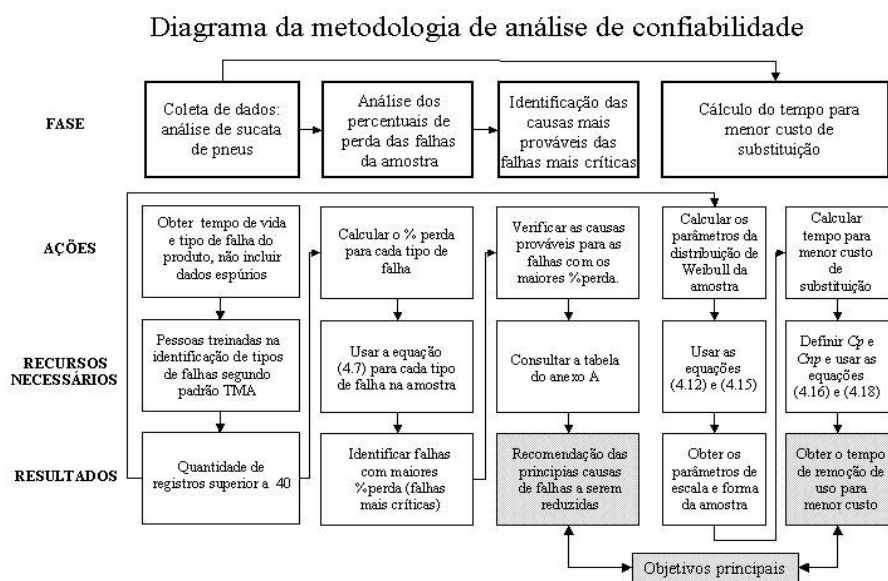 Diagrama da metodologia de análise de confiabilidade
FASE
Coleta de dados:
análise de sucata
de pneus
Análise dos
percentuais de
perda das falhas
da amostra
Identificação das
causas mais
prováveis das
falhas mais críticas
Cálculo do tempo para
menor custo de
substituição
AÇÕES
Obter tempo de vida
e tipo de falha do
produto, não incluir
dados espúrios
Calcular o % perda
para cada tipo de
falha
Verificar as causas
prováveis para as
falhas com os
maiores %perda.
Calcular os
parâmetros da
distribuição de
Weibull da
amostra
Calcular
tempo para
menor custo
de
substituição
RECURSOS
NECESSÁRIOS
Pessoas treinadas na
identificação de tipos
de falhas segundo
padrão TMA
Usar a equação
(4.7) para cada tipo
de falha na amostra
Consultar a tabela
do anexo A
Usar as
equações
(4.12) e (4.15)
Definir Cp e
Cnp e usar as
equações
(4.16) e (4.18)
RESULTADOS
Quantidade de
registros superior a 40
Identificar falhas
com maiores
%perda (falhas
mais críticas)
Recomendação das
principias causas
de falhas a serem
reduzidas
Obter os
parâmetros de
escala e forma
da amostra
Obter o tempo
de remoção de
uso para
menor custo
Objetivos principais